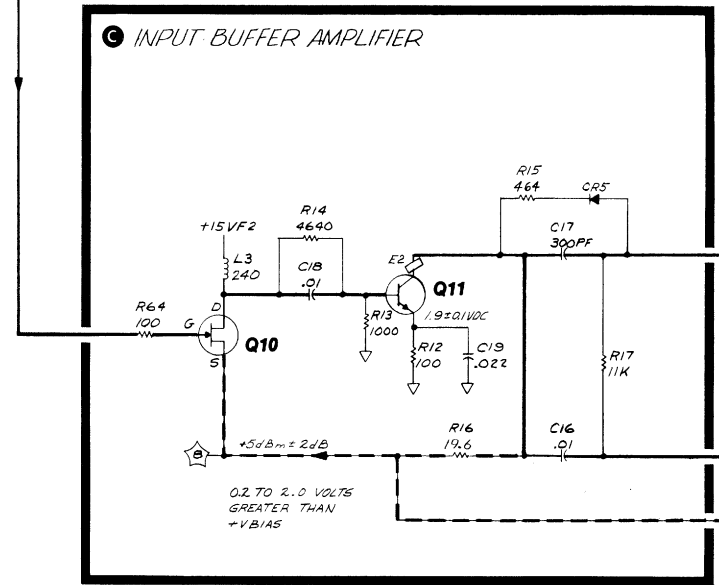 C INPUT BUFFER AMPLIFIER
R15
464
CR5
C17
300PF
R14
4640
+15VF2
L3
240
C18
.01
E2
Q11
1.9±0.1VDC
R64
100
D
G
S
Q10
R13
1000
R12
100
C19
.022
R17
11K
R16
19.6
C16
.01
B
+5dBm±2dB
0.2 TO 2.0 VOLTS
GREATER THAN
+VBIAS